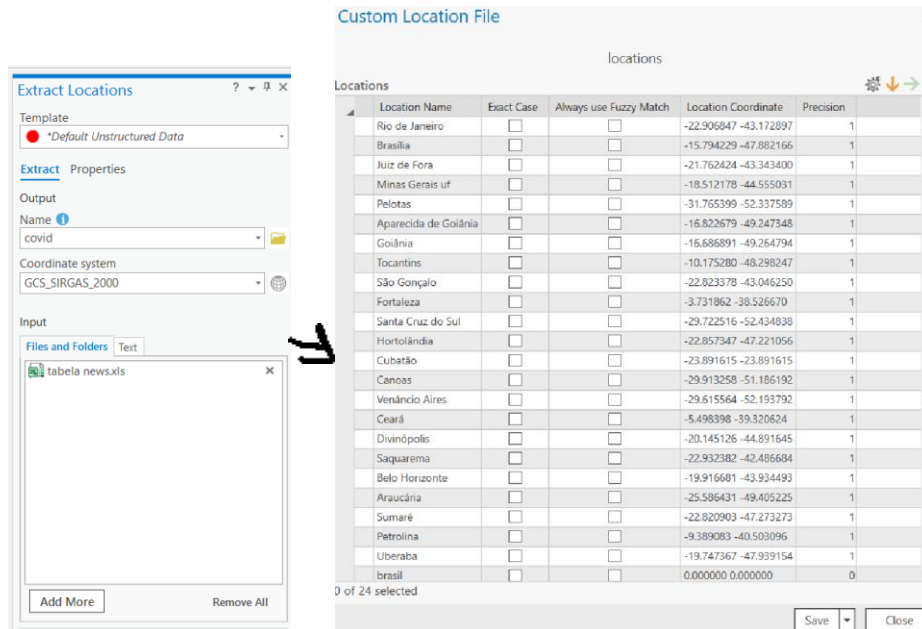 Custom Location File
locations
Extract Locations
Template
*Default Unstructured Data
Extract Properties
Output
Name
covid
Coordinate system
GCS_SIRGAS_2000
Input
Files and Folders Text
tabela news.xls
Add More Remove All
Locations
Location Name Exact Case Always use Fuzzy Match Location Coordinate Precision
Rio de Janeiro -22.906847 -43.172897 1
Brasília -15.794229 -47.882166 1
Juiz de Fora -21.762424 -43.343400 1
Minas Gerais uf -18.512178 -44.555031 1
Pelotas -31.765399 -52.337589 1
Aparecida de Goiânia -16.822679 -49.247348 1
Goiânia -16.686891 -49.264794 1
Tocantins -10.175280 -48.298247 1
São Gonçalo -22.823378 -43.046250 1
Fortaleza -3.731862 -38.526670 1
Santa Cruz do Sul -29.722516 -52.434838 1
Hortolândia -22.857347 -47.221056 1
Cubatão -23.891615 -23.891615 1
Canoas -29.913258 -51.186192 1
Venâncio Aires -29.615564 -52.193792 1
Ceará -5.498398 -39.320624 1
Divinópolis -20.145126 -44.891645 1
Saquarema -22.932382 -42.486684 1
Belo Horizonte -19.916681 -43.934493 1
Araucária -25.586431 -49.405225 1
Sumaré -22.820903 -47.273273 1
Petrolina -9.389083 -40.503096 1
Uberaba -19.747367 -47.939154 1
brasil 0.000000 0.000000 0
0 of 24 selected
Save Close